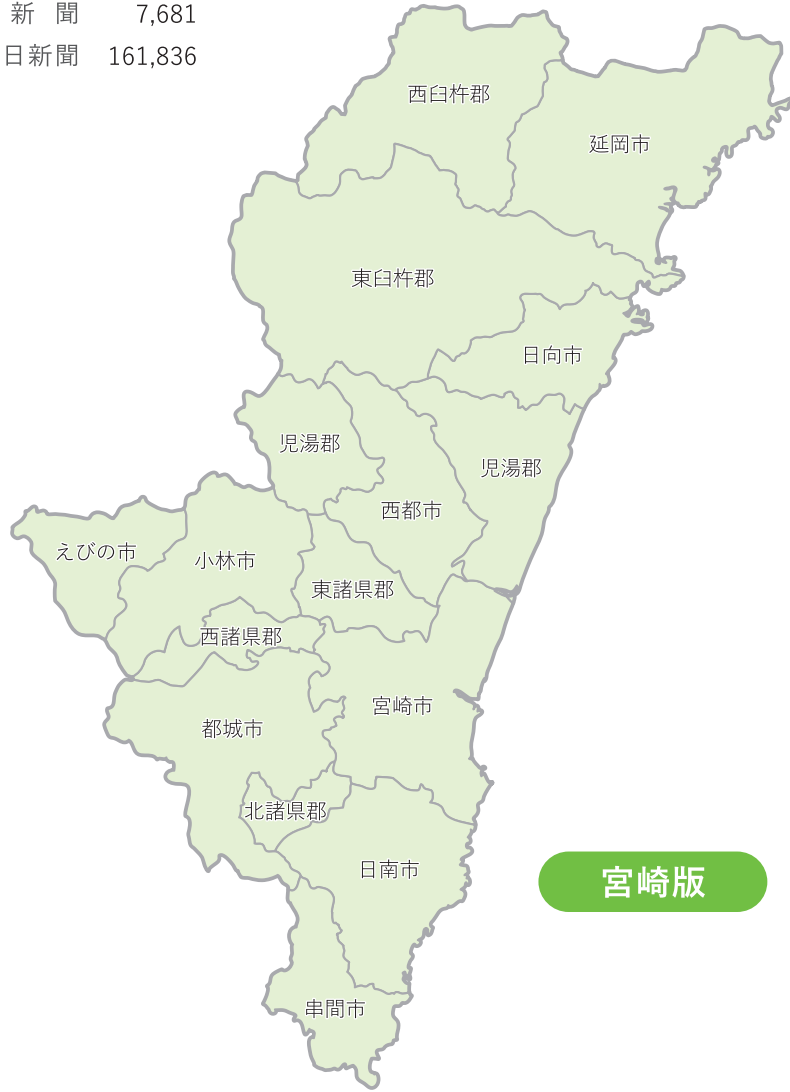 新聞 7,681
日新聞 161,836
西臼杵郡
延岡市
東臼杵郡
日向市
児湯郡
児湯郡
西都市
えびの市
小林市
東諸県郡
西諸県郡
宮崎市
都城市
北諸県郡
日南市
宮崎版
串間市